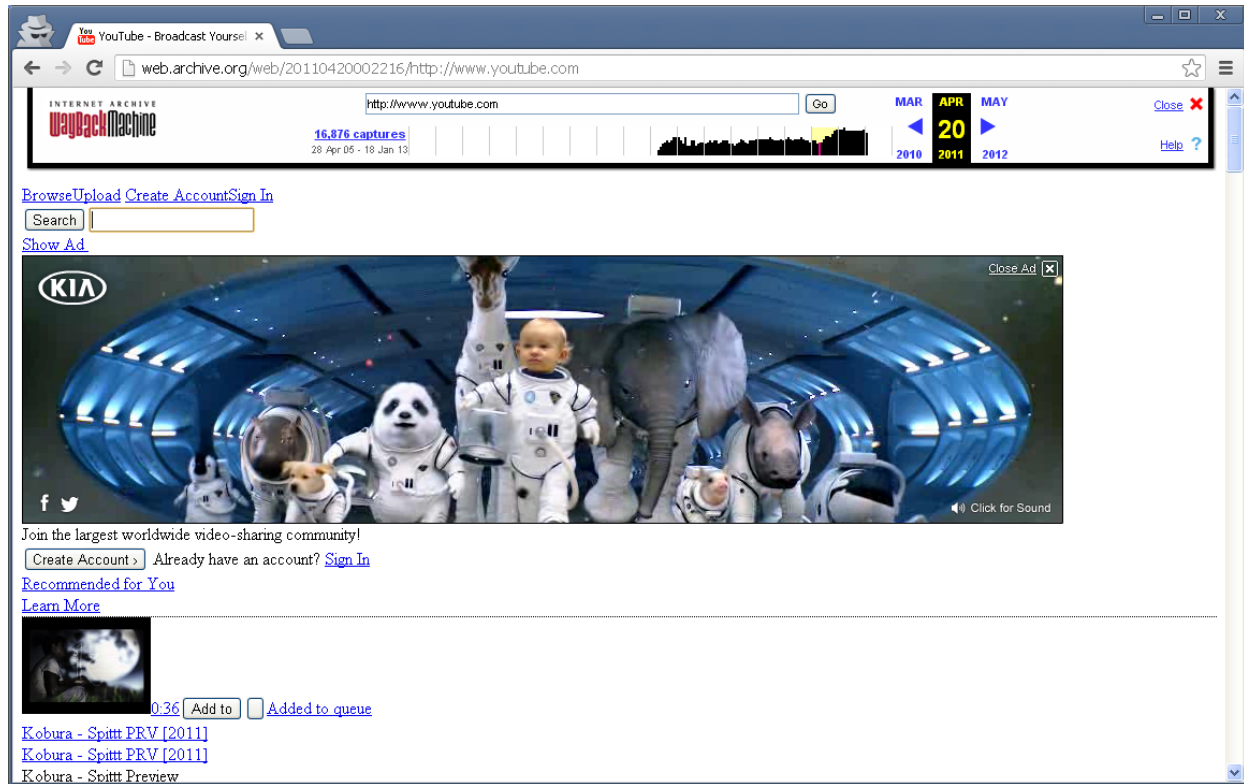 YouTube - Broadcast Yoursel
web.archive.org/web/20110420002216/http://www.youtube.com
INTERNET ARCHIVE
WayBackMachine
http://www.youtube.com
Go
16,876 captures
28 Apr 05 - 18 Jan 13
MAR APR MAY
20
2010 2011 2012
Close
Help ?
BrowseUpload Create AccountSign In
Search
Show Ad
KIA
Close Ad
Click for Sound
Join the largest worldwide video-sharing community!
Create Account › Already have an account? Sign In
Recommended for You
Learn More
0:36 Add to Added to queue
Kobura - Spittt PRV [2011]
Kobura - Spittt PRV [2011]
Kobura - Spittt Preview